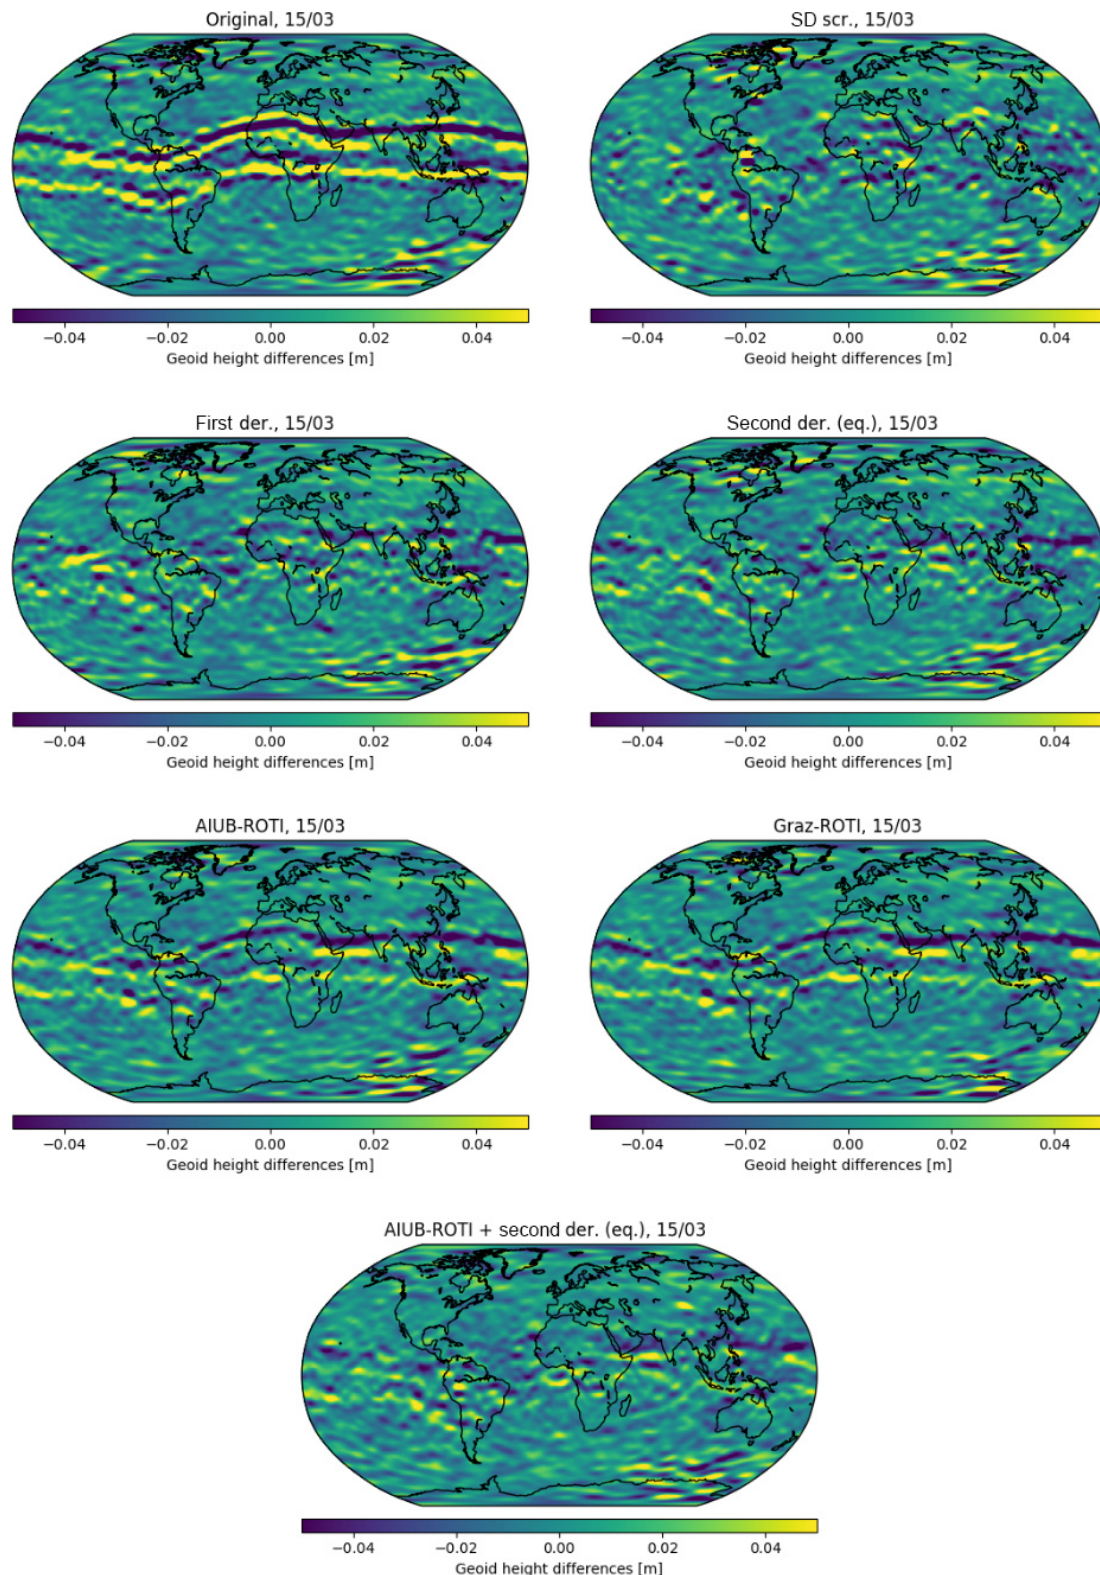 Original, 15/03
SD scr., 15/03
−0.04 −0.02 0.00 0.02 0.04
Geoid height differences [m]
−0.04 −0.02 0.00 0.02 0.04
Geoid height differences [m]
First der., 15/03
Second der. (eq.), 15/03
−0.04 −0.02 0.00 0.02 0.04
Geoid height differences [m]
−0.04 −0.02 0.00 0.02 0.04
Geoid height differences [m]
AIUB-ROTI, 15/03
Graz-ROTI, 15/03
−0.04 −0.02 0.00 0.02 0.04
Geoid height differences [m]
−0.04 −0.02 0.00 0.02 0.04
Geoid height differences [m]
AIUB-ROTI + second der. (eq.), 15/03
−0.04 −0.02 0.00 0.02 0.04
Geoid height differences [m]